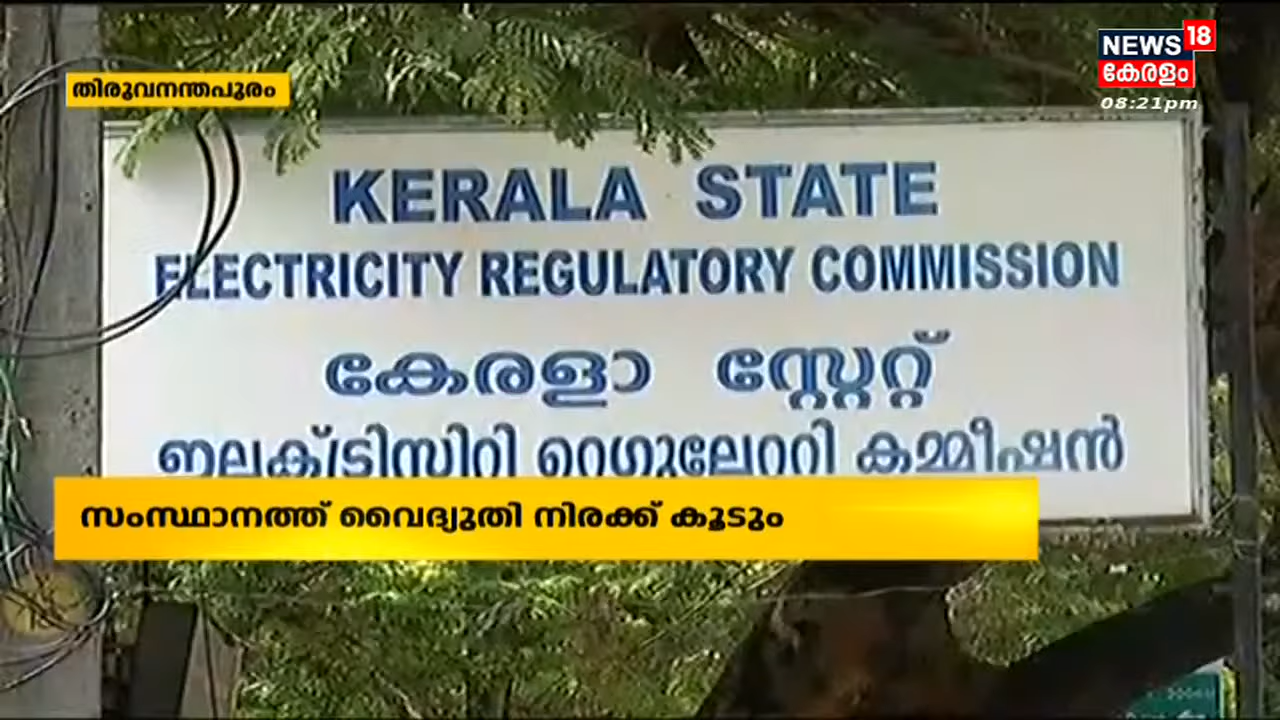 NEWS 18
കേരളം
08:21pm
തിരുവനന്തപുരം
KERALA STATE
ELECTRICITY REGULATORY COMMISSION
കേരളാ സ്റ്റേറ്റ്
ഇലക്ട്രിസിറ്റി റെഗുലേറ്ററി കമ്മീഷൻ
സംസ്ഥാനത്ത് വൈദ്യുതി നിരക്ക് കൂടും